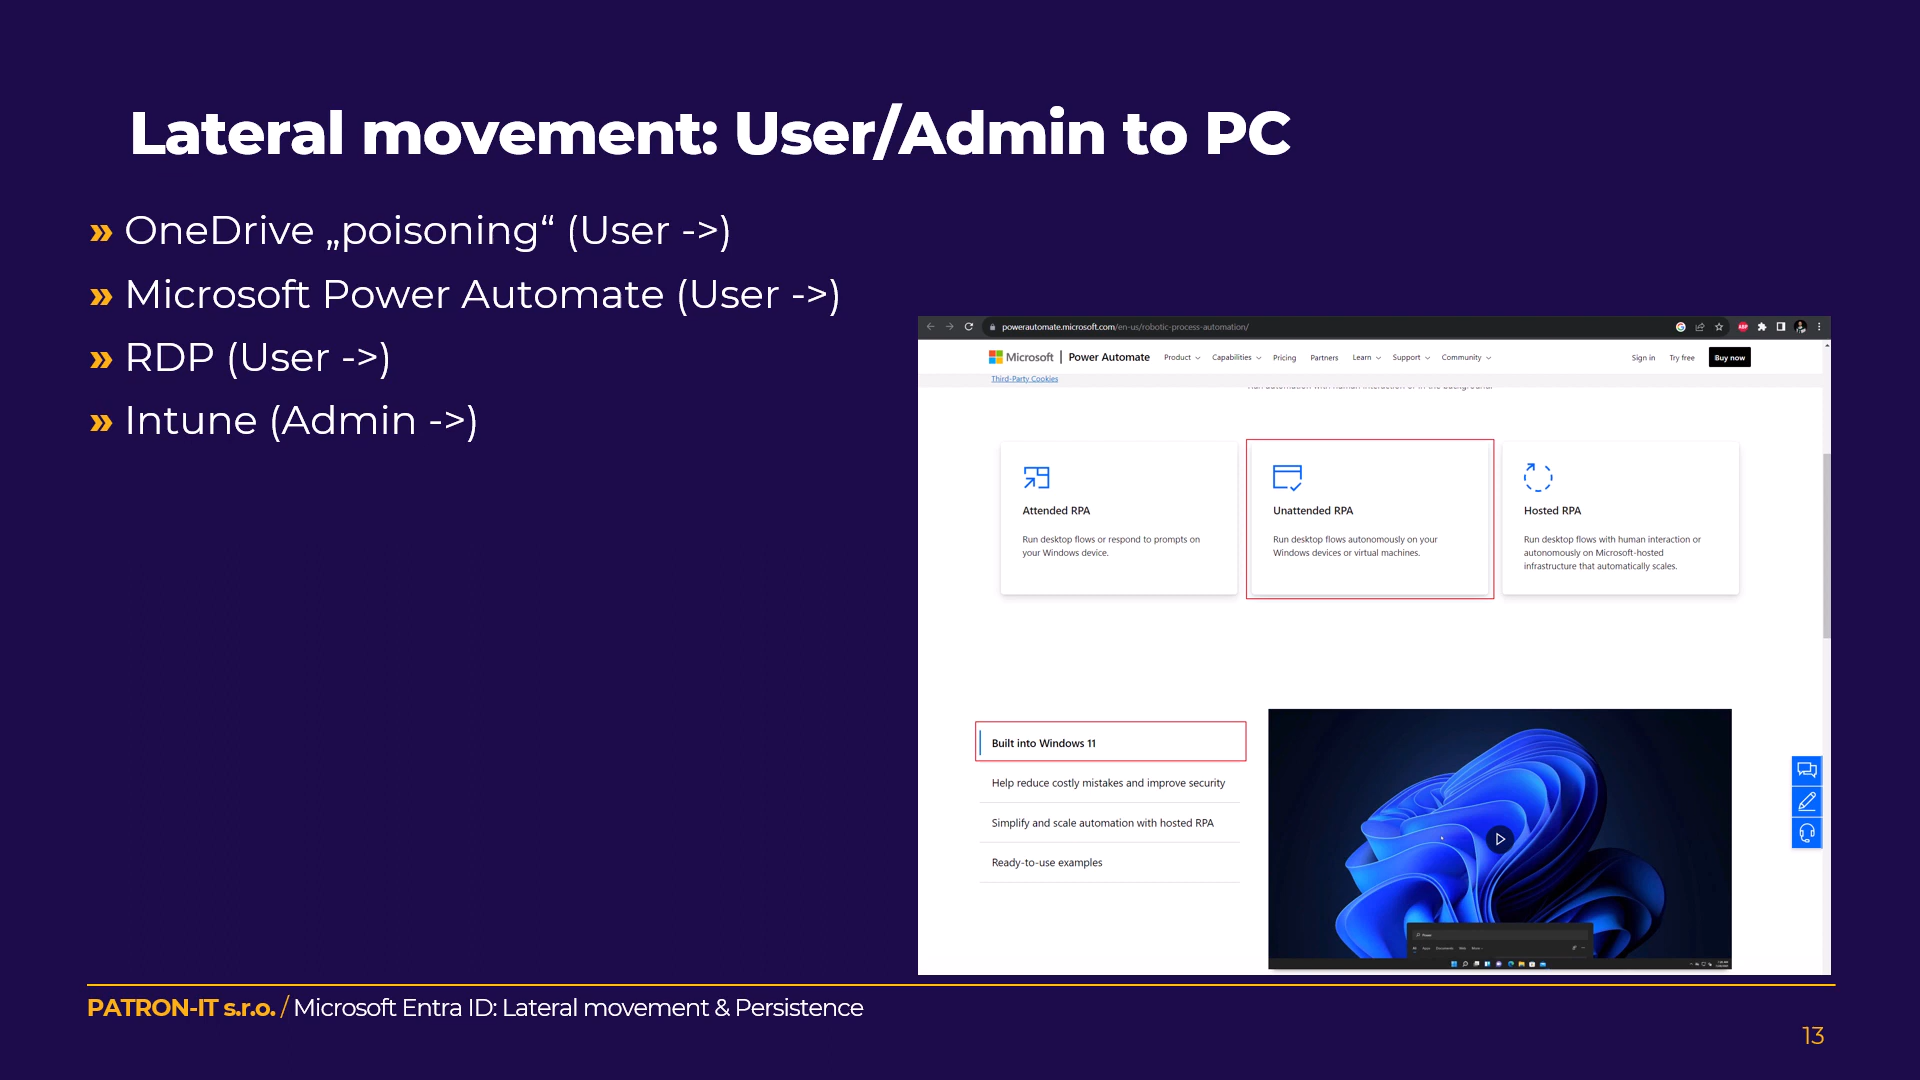 Lateral movement: User/Admin to PC
» OneDrive „poisoning“ (User ->)
» Microsoft Power Automate (User ->)
» RDP (User ->)
» Intune (Admin ->)
powerautomate.microsoft.com/en-us/robotic-process-automation/
ABP
Microsoft | Power Automate Product Capabilities Pricing Partners Learn Support Community Sign in Try free Buy now
Third-Party Cookies
Attended RPA
Run desktop flows or respond to prompts on
your Windows device.
Unattended RPA
Run desktop flows autonomously on your
Windows devices or virtual machines.
Hosted RPA
Run desktop flows with human interaction or
autonomously on Microsoft-hosted
infrastructure that automatically scales.
Built into Windows 11
Help reduce costly mistakes and improve security
Simplify and scale automation with hosted RPA
Ready-to-use examples
PATRON-IT s.r.o. / Microsoft Entra ID: Lateral movement & Persistence
13